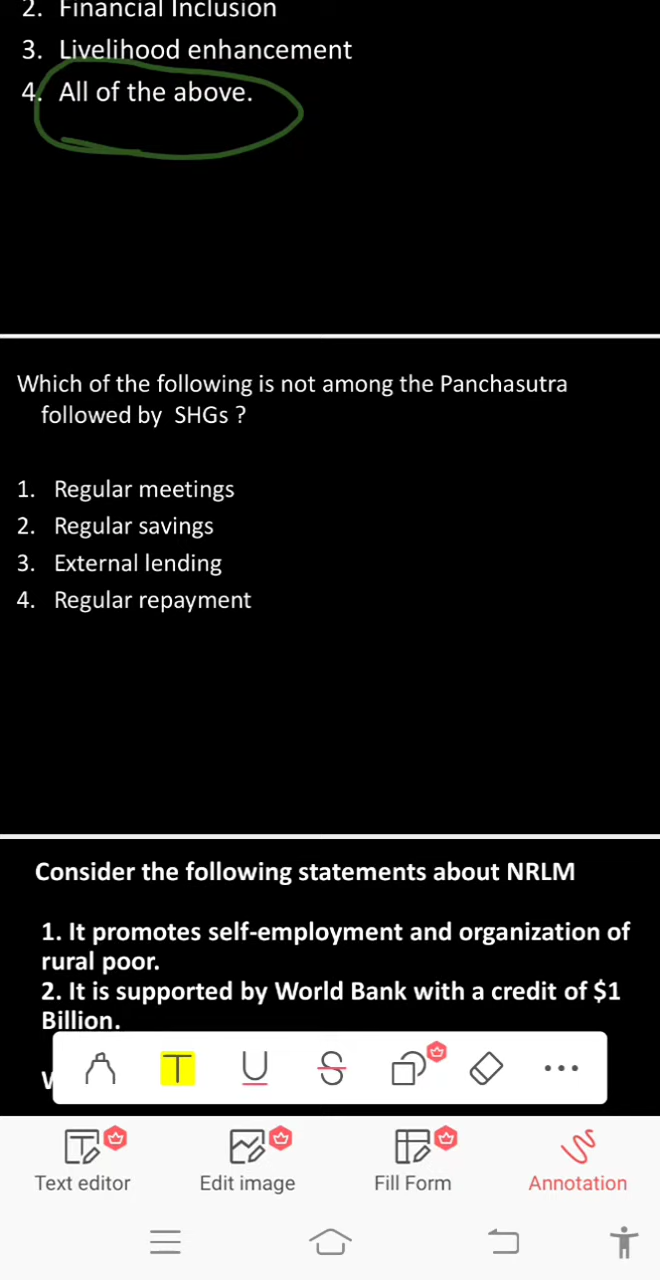 2. Financial Inclusion
3. Livelihood enhancement
4. All of the above.
Which of the following is not among the Panchasutra
followed by SHGs ?
1. Regular meetings
2. Regular savings
3. External lending
4. Regular repayment
Consider the following statements about NRLM
1. It promotes self-employment and organization of
rural poor.
2. It is supported by World Bank with a credit of $1
Billion.
Text editor
Edit image
Fill Form
Annotation